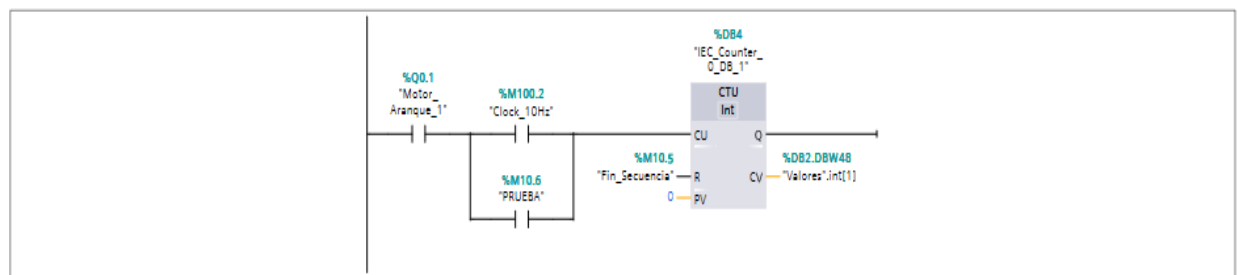 %DB4
"IEC_Counter_
0_DB_1"
%Q0.1
"Motor_
Aranque_1"
%M100.2
"Clock_10Hz"
CTU
Int
CU
Q
%M10.5
"Fin_Secuencia"
R
%DB2.DBW48
CV
"Valores".int[1]
%M10.6
"PRUEBA"
0
PV